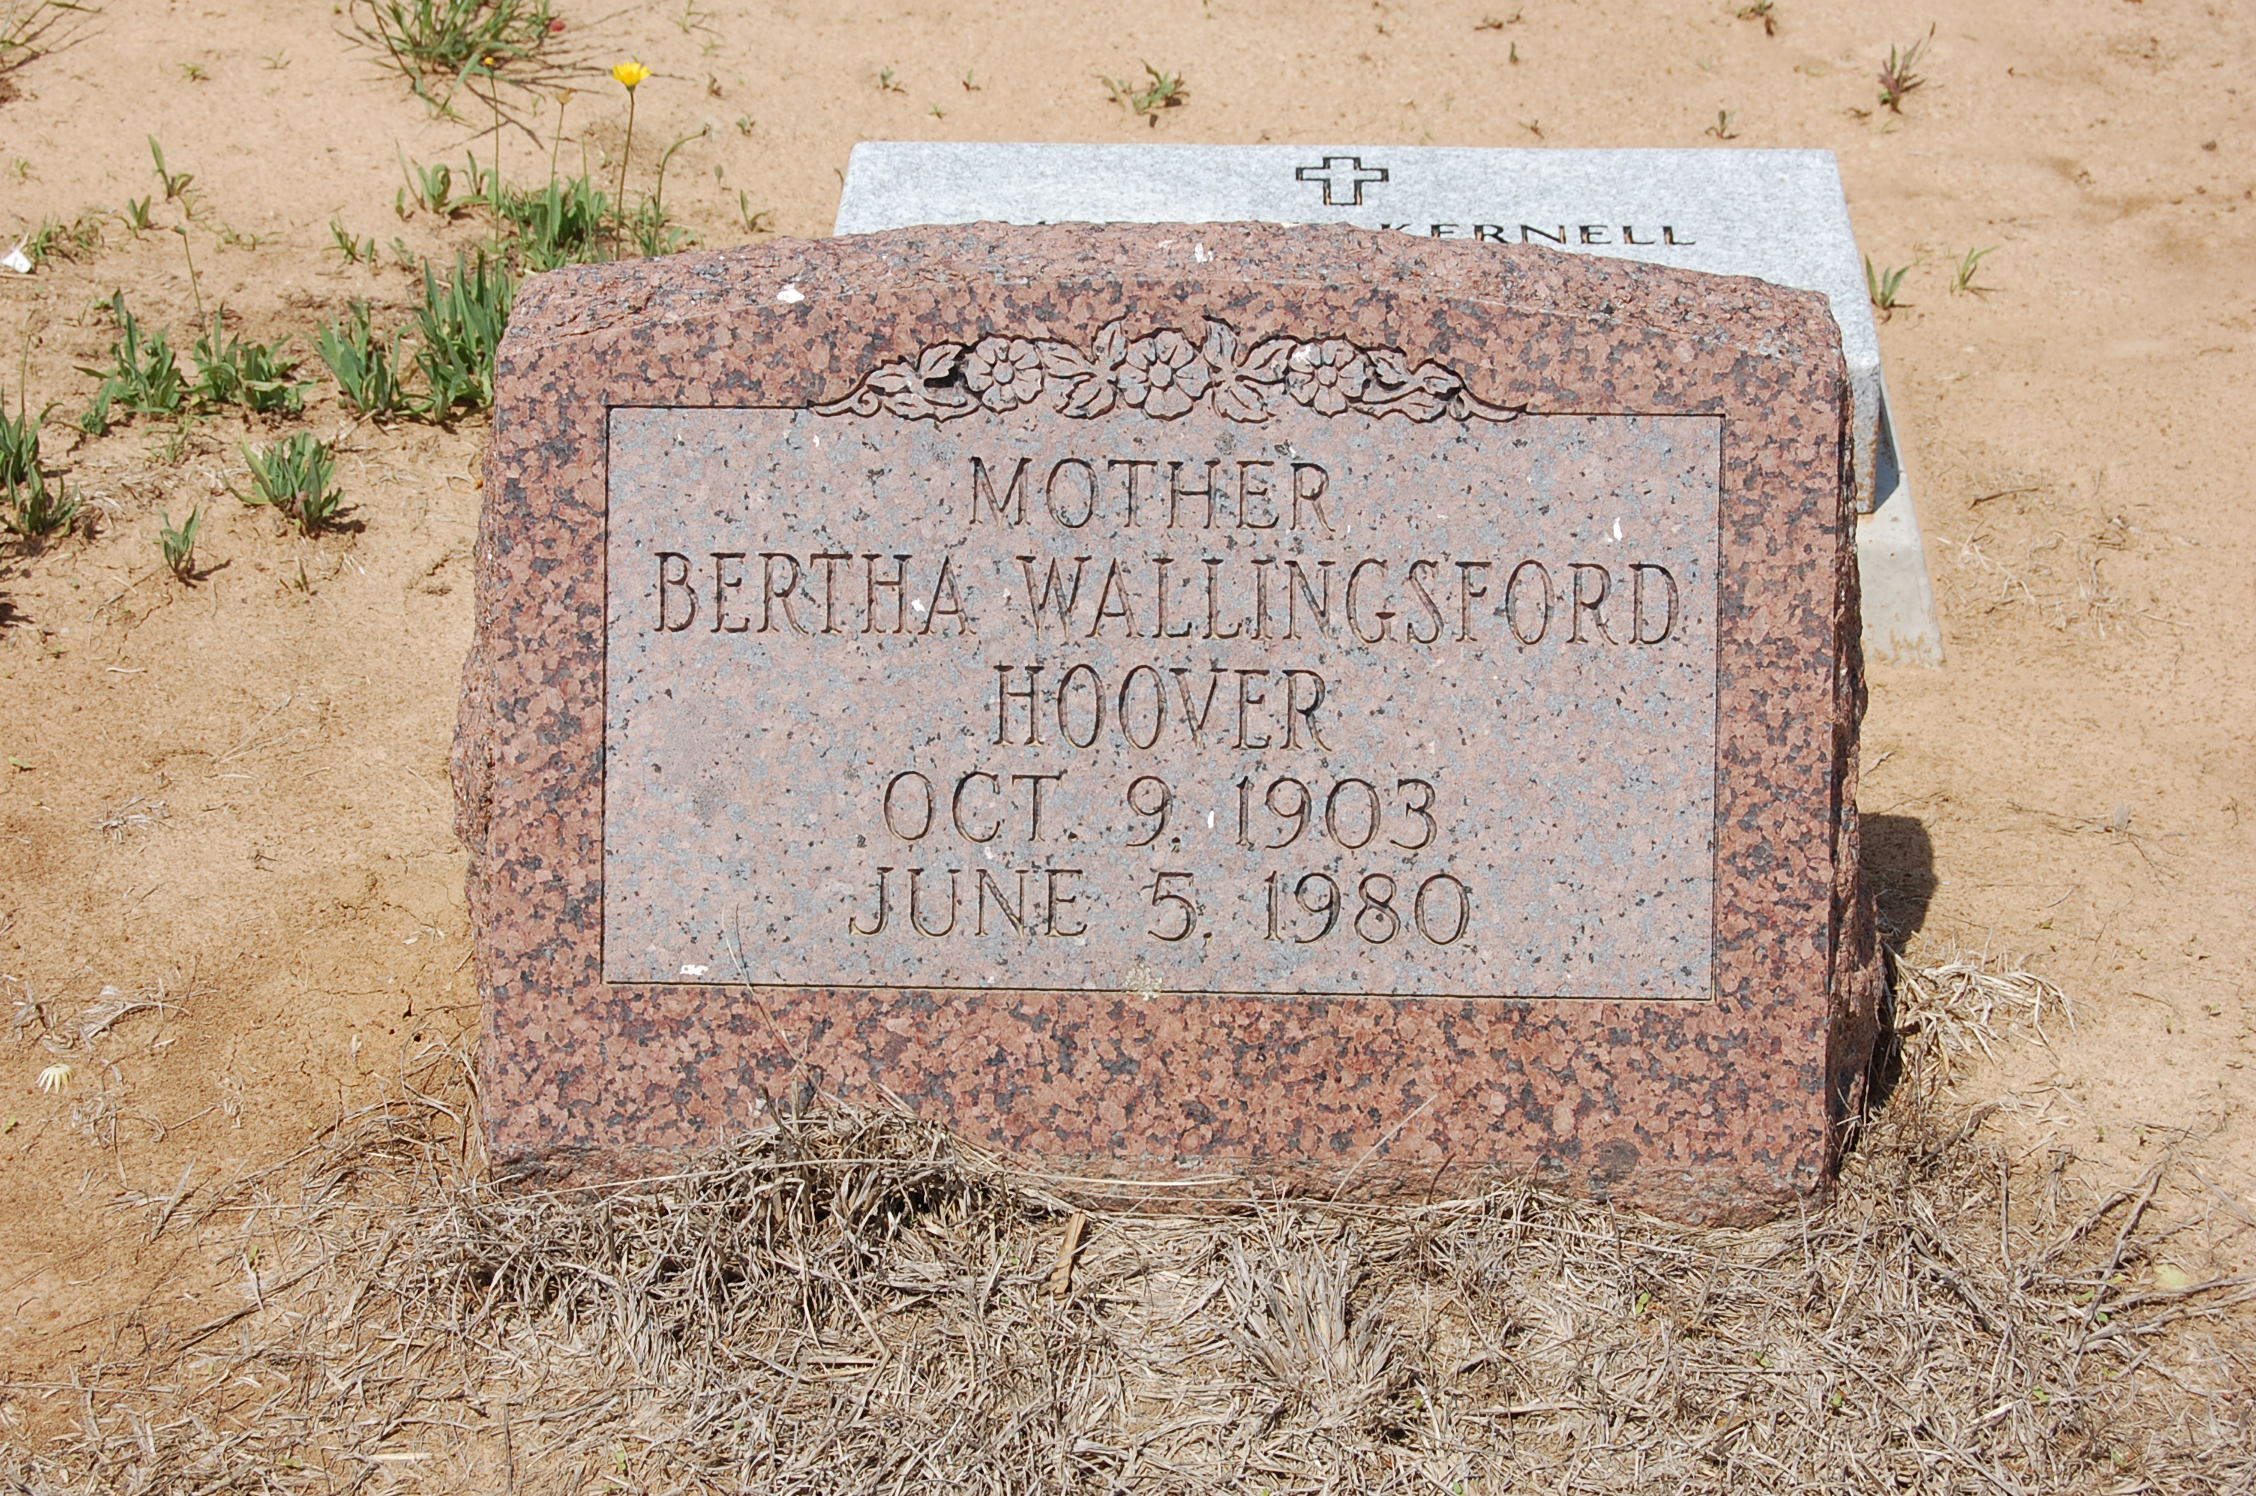 KERNELL
MOTHER
BERTHA WALLINGSFORD
HOOVER
OCT. 9, 1903
JUNE 5, 1980